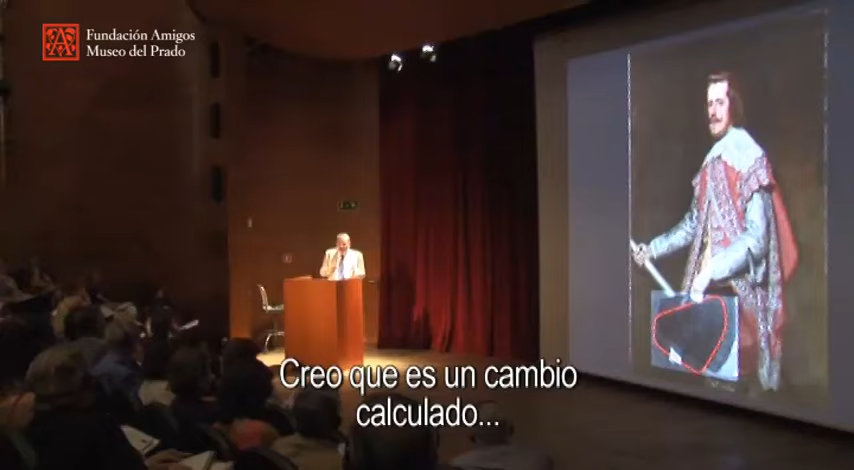 Fundación Amigos
Museo del Prado
Creo que es un cambio
calculado...